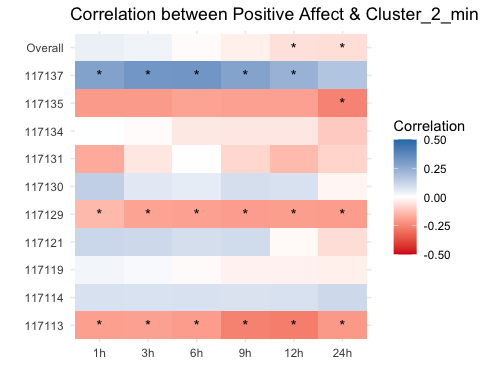 Correlation between Positive Affect & Cluster_2_min
Overall * *
117137 * * * * *
117135 *
117134
117131
117130
117129 * * * * * *
117121
117119
117114
117113 * * * * * *
1h 3h 6h 9h 12h 24h
Correlation
0.50
0.25
0.00
-0.25
-0.50